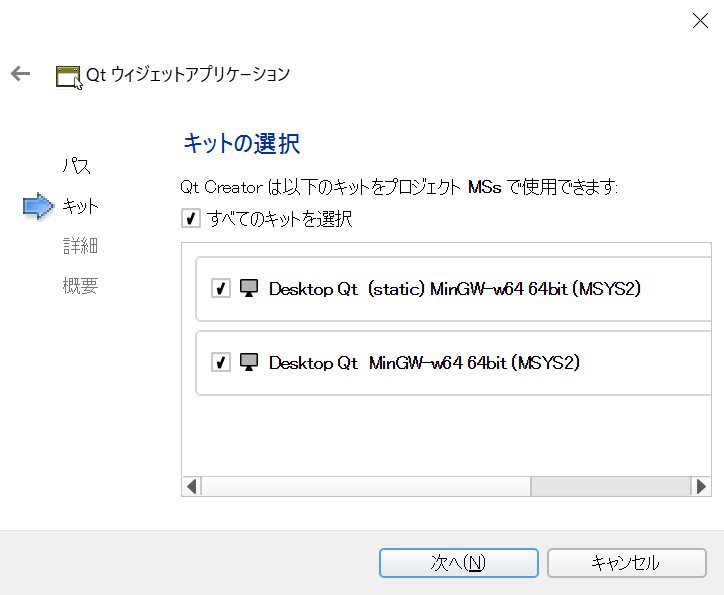 Qt ウィジェットアプリケーション
キットの選択
パス
Qt Creator は以下のキットをプロジェクト MSs で使用できます:
キット
すべてのキットを選択
詳細
概要
Desktop Qt (static) MinGW-w64 64bit (MSYS2)
Desktop Qt MinGW-w64 64bit (MSYS2)
次へ(N)
キャンセル